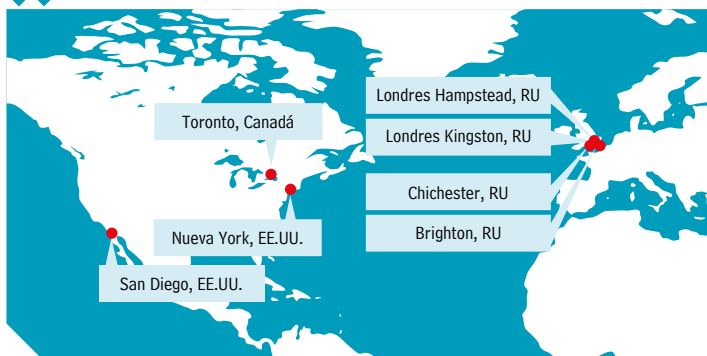 Londres Hampstead, RU
Toronto, Canadá
Londres Kingston, RU
Chichester, RU
Nueva York, EE.UU.
Brighton, RU
San Diego, EE.UU.